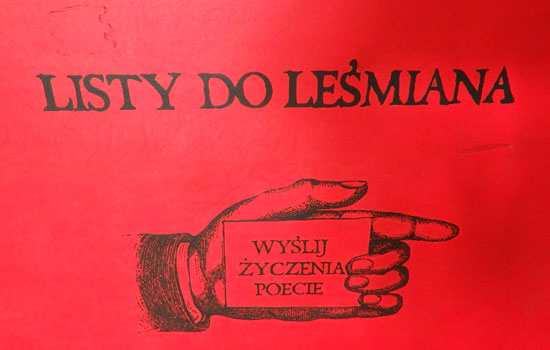 LISTY DO LEŚMIANA
WYŚLIJ
ŻYCZENIA
POECIE